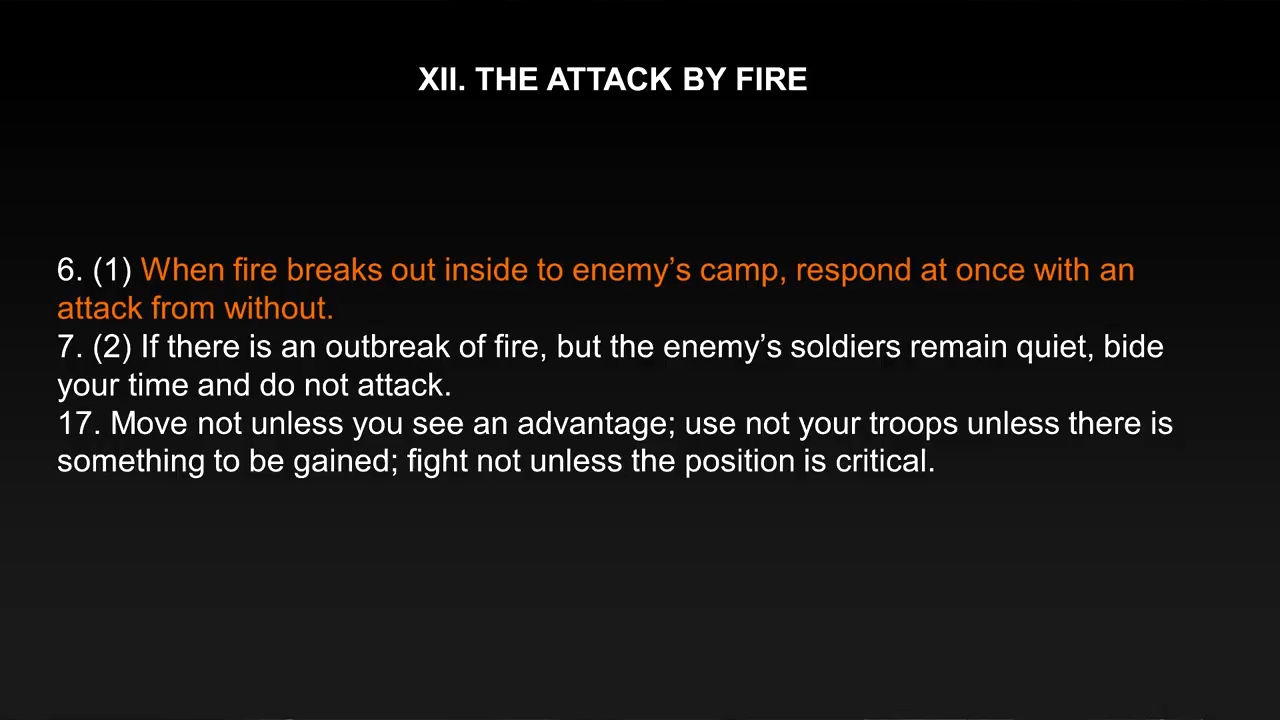 XII. THE ATTACK BY FIRE
6. (1) When fire breaks out inside to enemy’s camp, respond at once with an
attack from without.
7. (2) If there is an outbreak of fire, but the enemy’s soldiers remain quiet, bide
your time and do not attack.
17. Move not unless you see an advantage; use not your troops unless there is
something to be gained; fight not unless the position is critical.